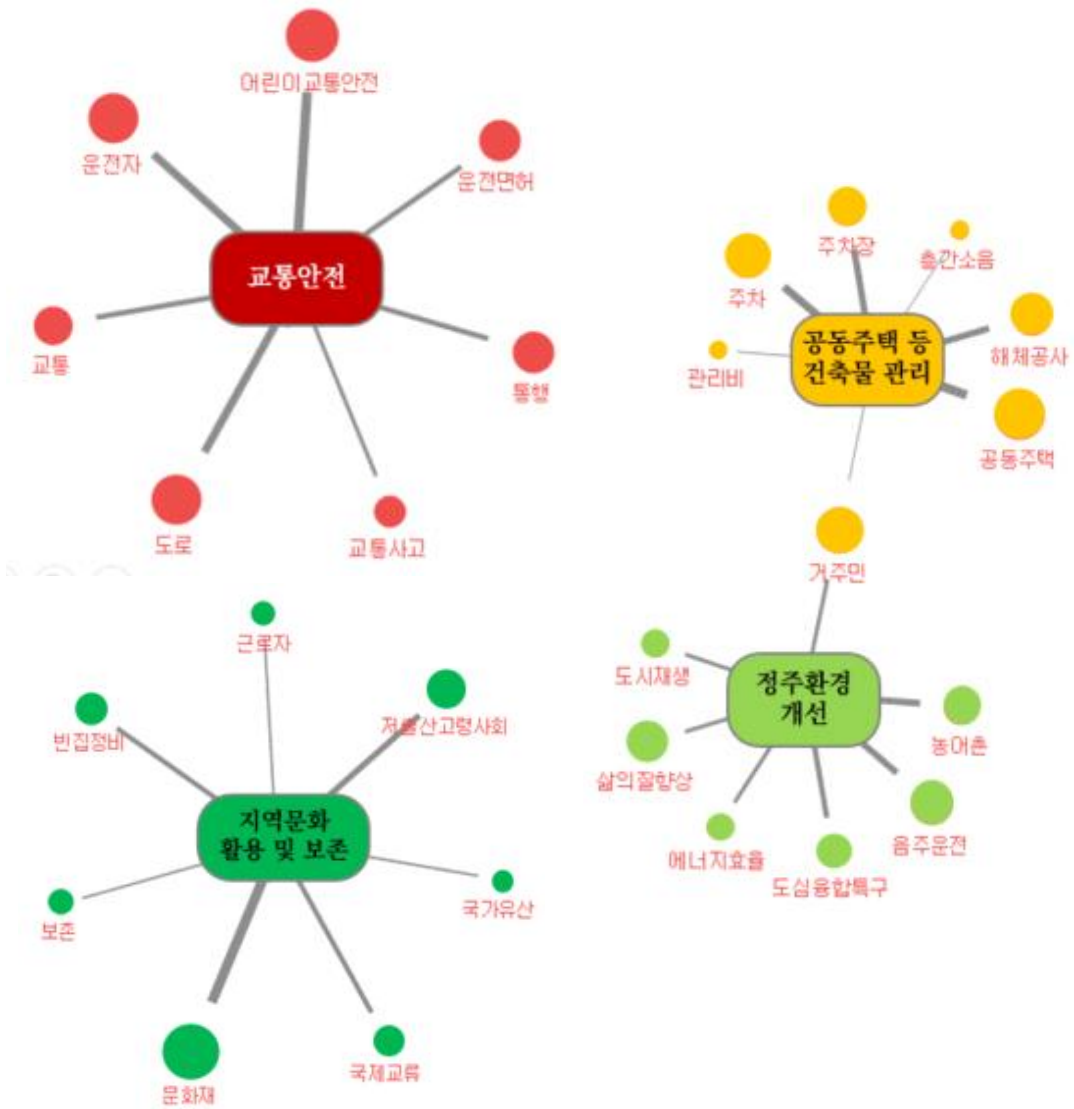 어린이교통안전
운전자
운전면허
교통안전
교통
통행
도로
교통사고
주차장
층간소음
주차
공동주택 등
건축물 관리
해체공사
관리비
공동주택
거주민
도시재생
정주환경
개선
농어촌
삶의질향상
음주운전
에너지효율
도심융합특구
근로자
저출산고령사회
빈집정비
지역문화
활용 및 보존
보존
국가유산
국제교류
문화재